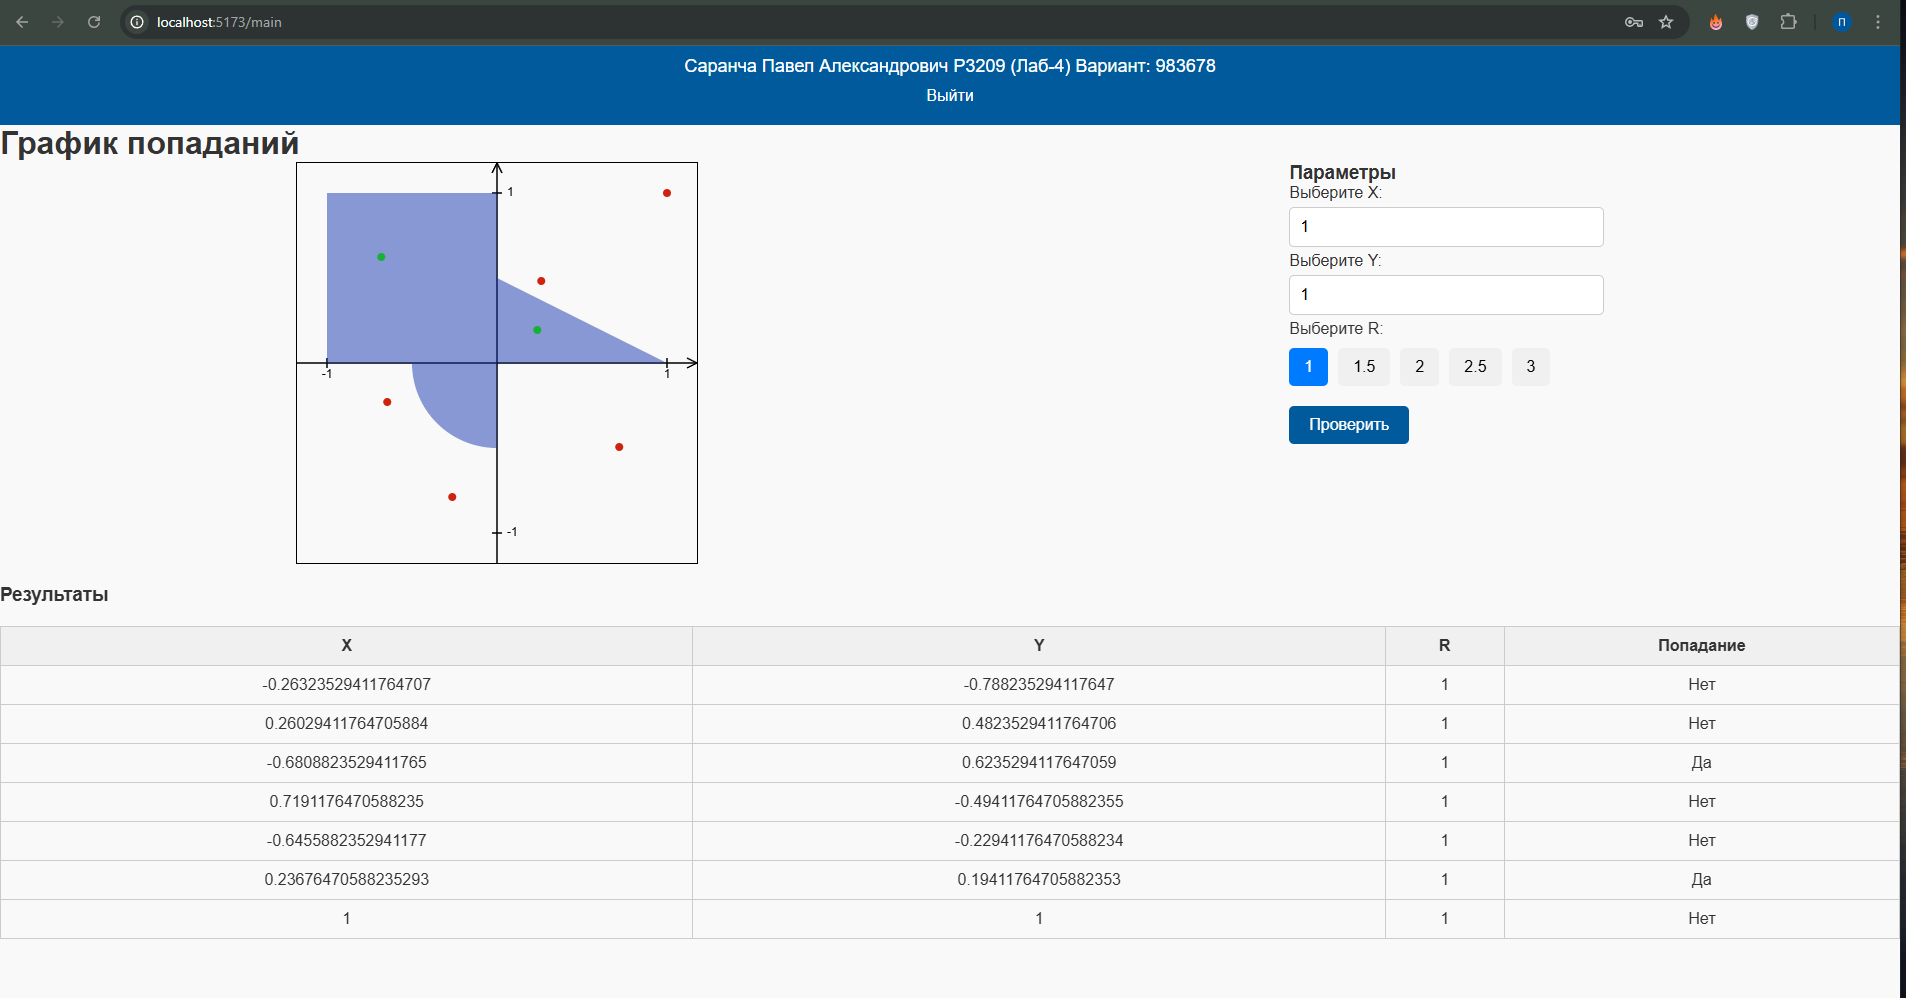 localhost:5173/main
П
Саранча Павел Александрович P3209 (Лаб-4) Вариант: 983678
Выйти
График попаданий
1
-1
1
-1
Параметры
Выберите X:
1
Выберите Y:
1
Выберите R:
1 1.5 2 2.5 3
Проверить
Результаты
X Y R Попадание
-0.26323529411764707 -0.788235294117647 1 Нет
0.26029411764705884 0.4823529411764706 1 Нет
-0.6808823529411765 0.6235294117647059 1 Да
0.7191176470588235 -0.49411764705882355 1 Нет
-0.6455882352941177 -0.22941176470588234 1 Нет
0.23676470588235293 0.19411764705882353 1 Да
1 1 1 Нет